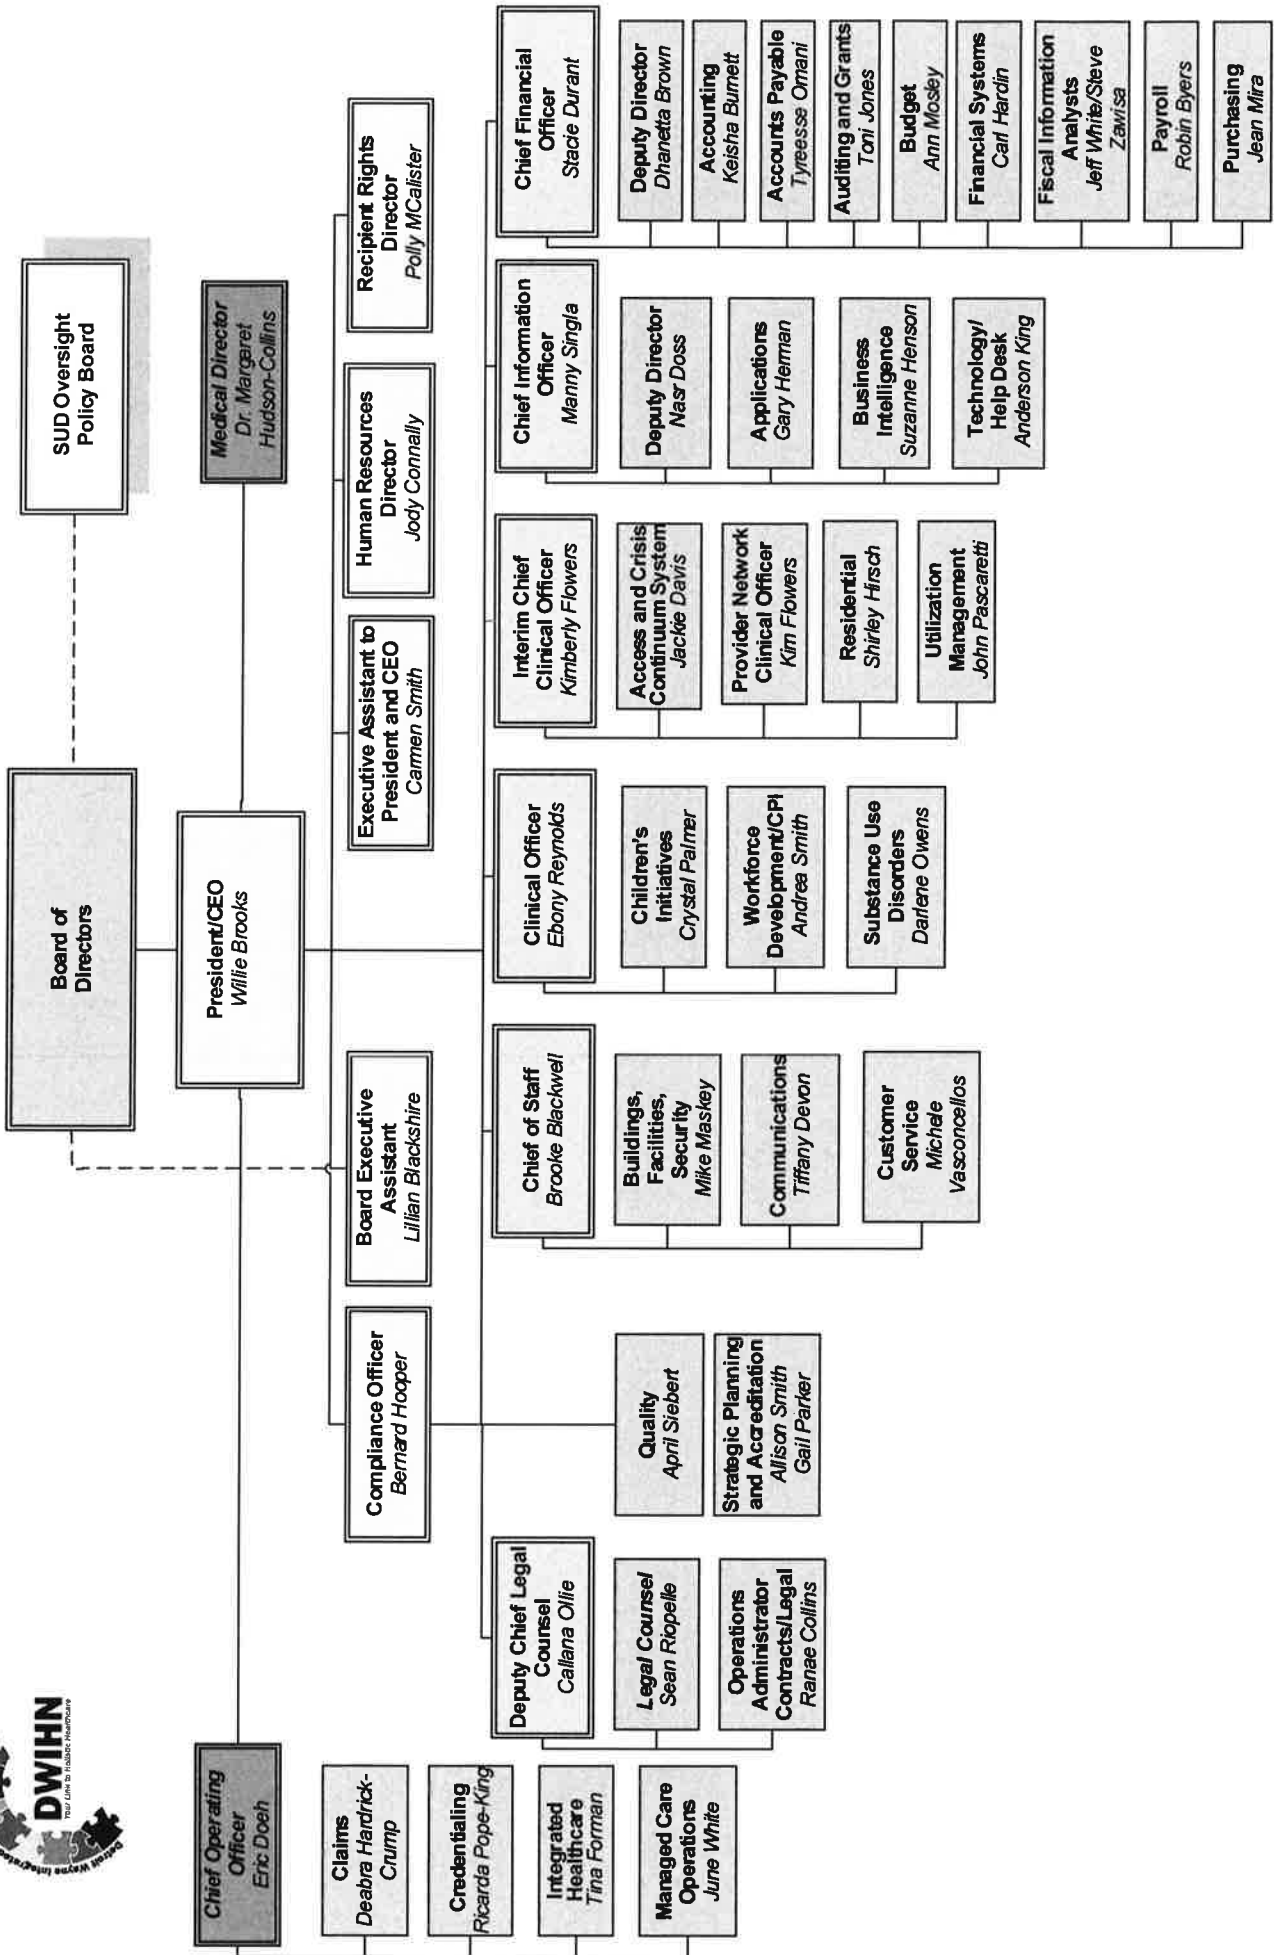 Detroit Wayne Integrated
DWIHN
Your Link to Holistic Healthcare
Board of
Directors
SUD Oversight
Policy Board
President/CEO
Willie Brooks
Chief Operating
Officer
Eric Doeh
Medical Director
Dr. Margaret
Hudson-Collins
Compliance Officer
Bernard Hooper
Board Executive
Assistant
Lillian Blackshire
Executive Assistant to
President and CEO
Carmen Smith
Human Resources
Director
Jody Connally
Recipient Rights
Director
Polly MCalister
Claims
Deabra Hardrick-
Crump
Credentialing
Ricarda Pope-King
Integrated
Healthcare
Tina Forman
Managed Care
Operations
June White
Deputy Chief Legal
Counsel
Callana Ollie
Legal Counsel
Sean Riopelle
Operations
Administrator
Contracts/Legal
Ranae Collins
Quality
April Siebert
Strategic Planning
and Accreditation
Allison Smith
Gail Parker
Chief of Staff
Brooke Blackwell
Buildings,
Facilities,
Security
Mike Maskey
Communications
Tiffany Devon
Customer
Service
Michele
Vasconcellos
Clinical Officer
Ebony Reynolds
Children's
Initiatives
Crystal Palmer
Workforce
Development/CPI
Andrea Smith
Substance Use
Disorders
Darlene Owens
Interim Chief
Clinical Officer
Kimberly Flowers
Access and Crisis
Continuum System
Jackie Davis
Provider Network
Clinical Officer
Kim Flowers
Residential
Shirley Hirsch
Utilization
Management
John Pascaretti
Chief Information
Officer
Manny Singla
Deputy Director
Nasr Doss
Applications
Gary Herman
Business
Intelligence
Suzanne Henson
Technology/
Help Desk
Anderson King
Chief Financial
Officer
Stacie Durant
Deputy Director
Dhanetta Brown
Accounting
Keisha Burnett
Accounts Payable
Tyreesse Omani
Auditing and Grants
Toni Jones
Budget
Ann Mosley
Financial Systems
Carl Hardin
Fiscal Information
Analysts
Jeff White/Steve
Zawisa
Payroll
Robin Byers
Purchasing
Jean Mira